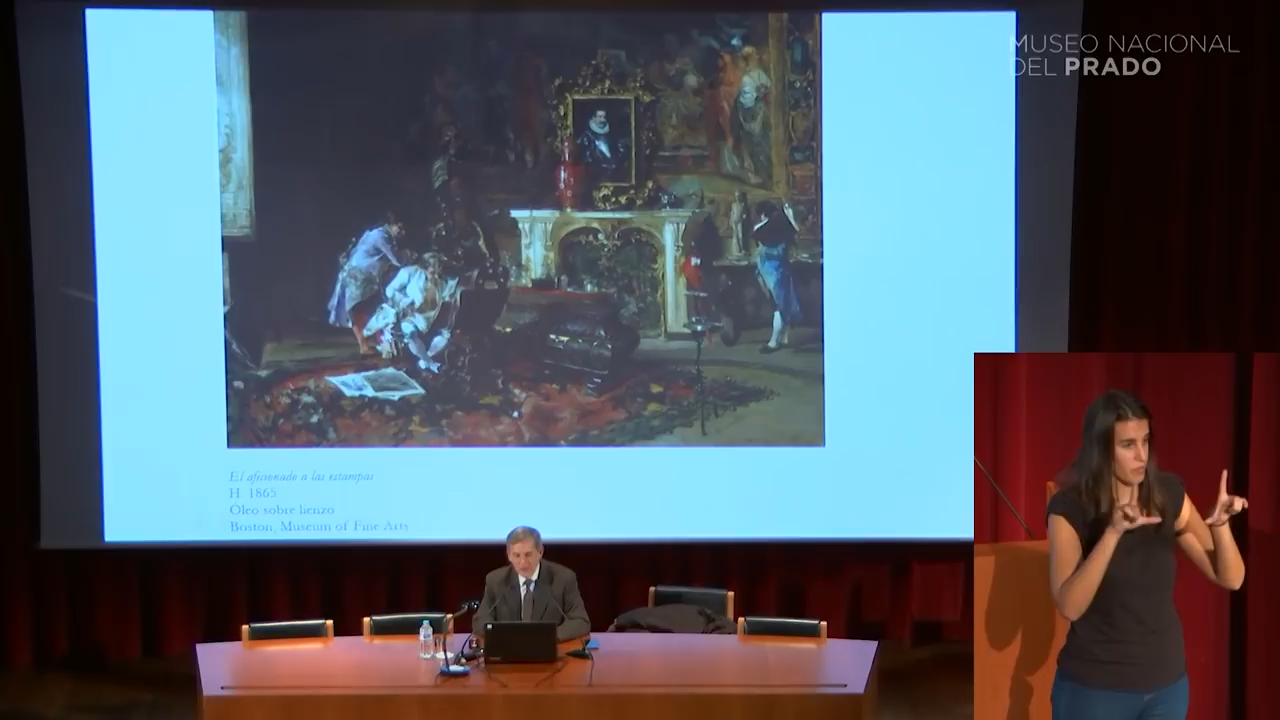 MUSEO NACIONAL
DEL PRADO
El aficionado a las estampas
H. 1865
Óleo sobre lienzo
Boston, Museum of Fine Arts